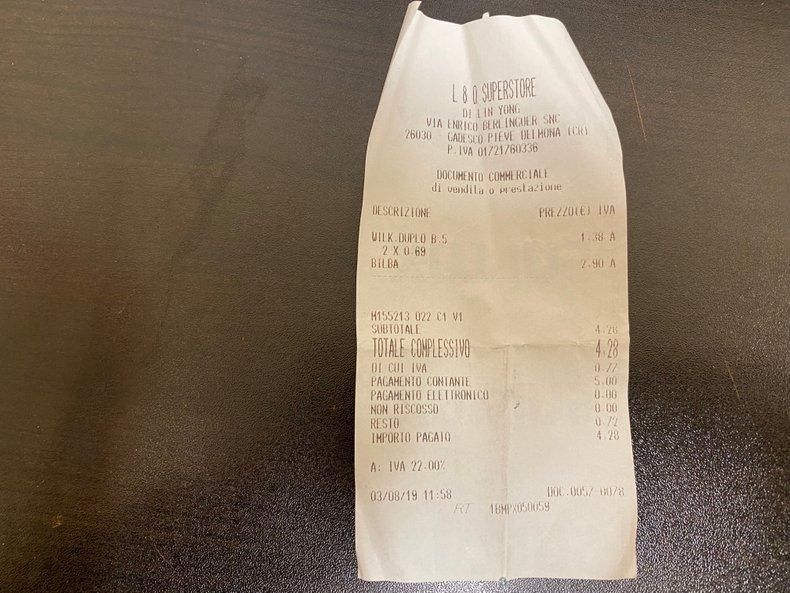 L & Q SUPERSTORE
DI LIN YONG
VIA ENRICO BERLINGUER SNC
26030 - GADESCO PIEVE DELMONA (CR)
P.IVA 01721760336
DOCUMENTO COMMERCIALE
di vendita o prestazione
DESCRIZIONE PREZZO(€) IVA
WILK.DUPLO B.5 1.38 A
2 X 0.69
BILBA 2.90 A
M155213 022 C1 V1
SUBTOTALE 4.28
TOTALE COMPLESSIVO 4.28
DI CUI IVA 0.77
PAGAMENTO CONTANTE 5.00
PAGAMENTO ELETTRONICO 0.00
NON RISCOSSO 0.00
RESTO 0.72
IMPORTO PAGATO 4.28
A: IVA 22.00%
03/08/19 11:58 DOC.0057-0078
RT 18MPX050059